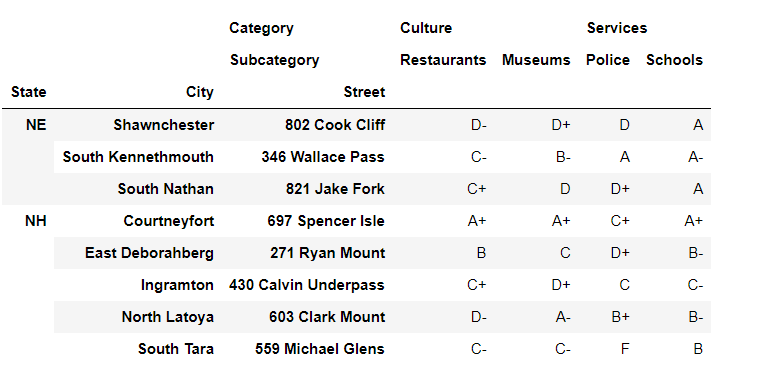 Category Culture Services
Subcategory Restaurants Museums Police Schools
State City Street
NE Shawnchester 802 Cook Cliff D- D+ D A
South Kennethmouth 346 Wallace Pass C- B- A A-
South Nathan 821 Jake Fork C+ D D+ A
NH Courtneyfort 697 Spencer Isle A+ A+ C+ A+
East Deborahberg 271 Ryan Mount B C D+ B-
Ingramton 430 Calvin Underpass C+ D+ C C-
North Latoya 603 Clark Mount D- A- B+ B-
South Tara 559 Michael Glens C- C- F B